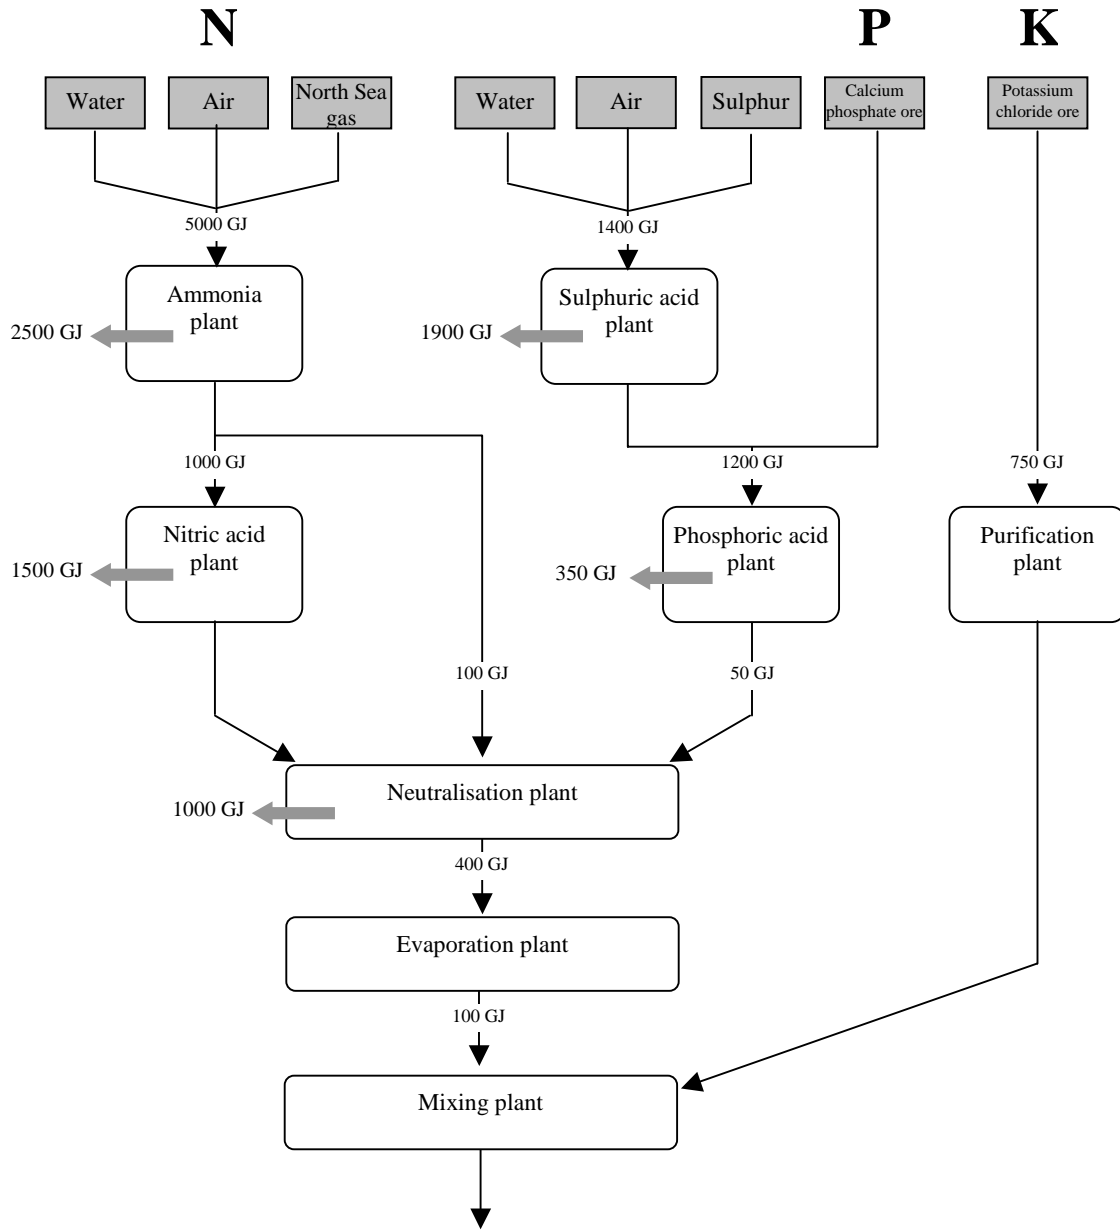 N
P
K
Water
Air
North Sea
gas
Water
Air
Sulphur
Calcium
phosphate ore
Potassium
chloride ore
5000 GJ
1400 GJ
Ammonia
plant
2500 GJ
Sulphuric acid
plant
1900 GJ
1000 GJ
1200 GJ
750 GJ
Nitric acid
plant
1500 GJ
Phosphoric acid
plant
350 GJ
Purification
plant
100 GJ
50 GJ
Neutralisation plant
1000 GJ
400 GJ
Evaporation plant
100 GJ
Mixing plant